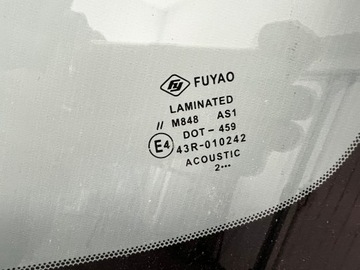 FUYAO
LAMINATED
// M848 AS1
DOT-459
E4 43R-010242
ACOUSTIC
2•••